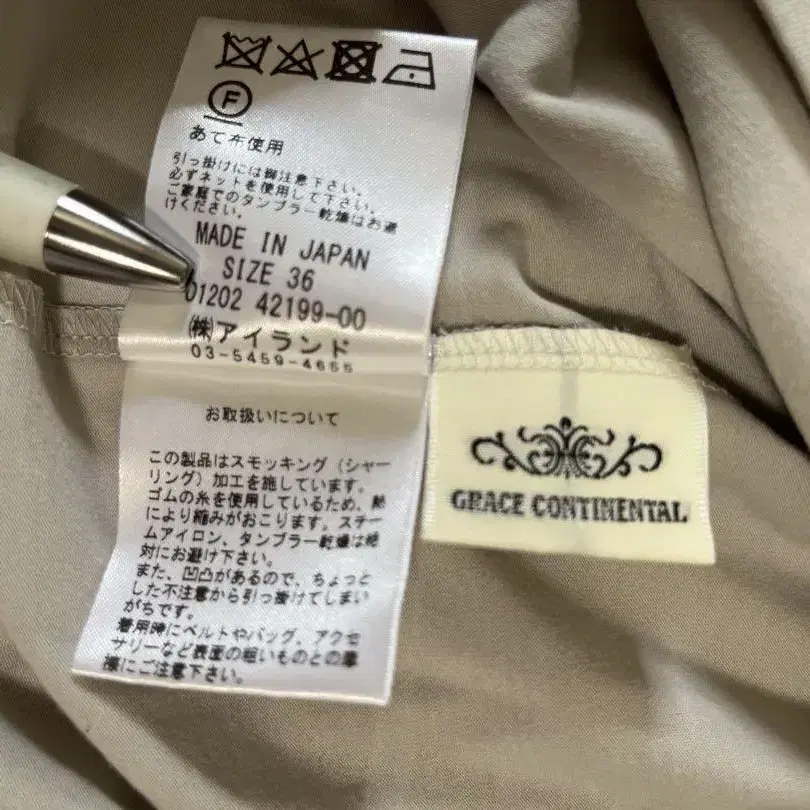 F
あて布使用
引っ掛けには御注意下さい。
必ずネットを使用して下さい。
ご家庭でのタンブラー乾燥はお避
けください。
MADE IN JAPAN
SIZE 36
01202 42199-00
㈱アイランド
03-5459-4665
お取扱いについて
この製品はスモッキング（シャー
リング）加工を施しています。
ゴムの糸を使用しているため、熱
により縮みがおこります。スチー
ムアイロン、タンブラー乾燥は絶
対にお避け下さい。
また、凹凸があるので、ちょっと
した不注意から引っ掛けてしまい
がちです。
着用時にベルトやバッグ、アクセ
サリーなど表面の粗いものとの摩
擦にご注意下さい。
GRACE CONTINENTAL